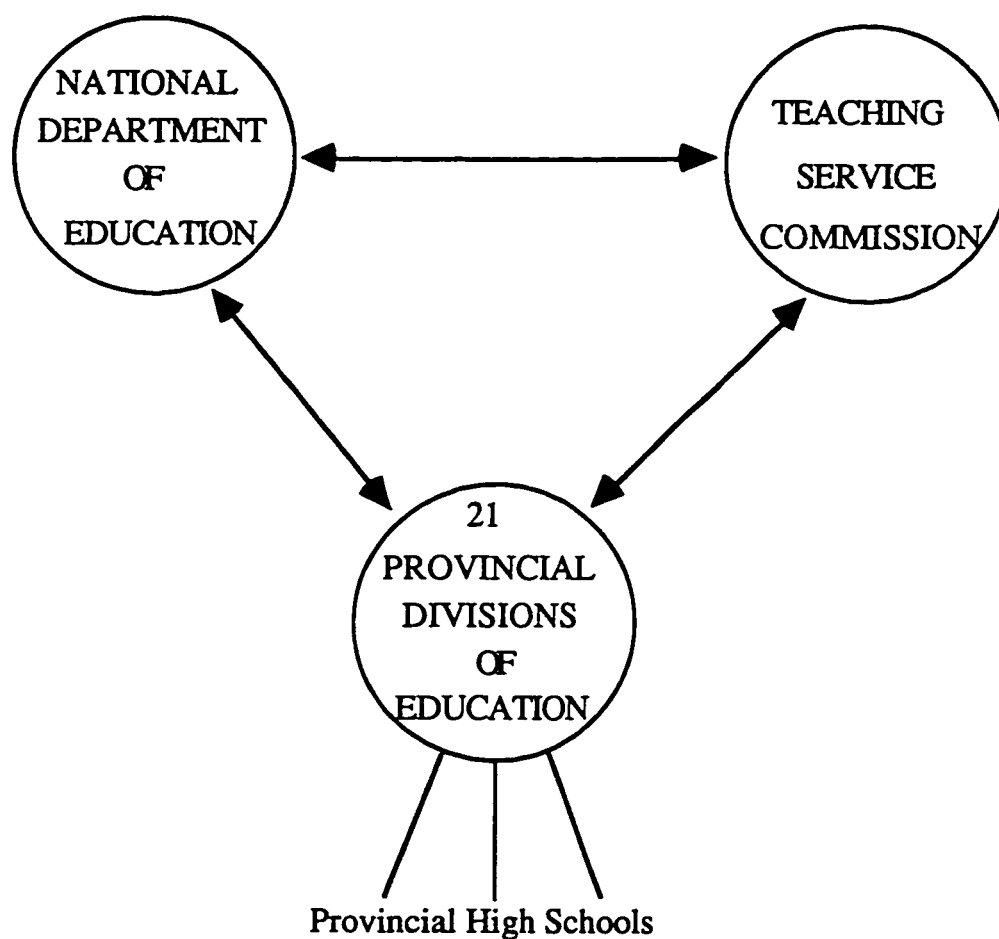 NATIONAL
DEPARTMENT
OF
EDUCATION
TEACHING
SERVICE
COMMISSION
21
PROVINCIAL
DIVISIONS
OF
EDUCATION
Provincial High Schools